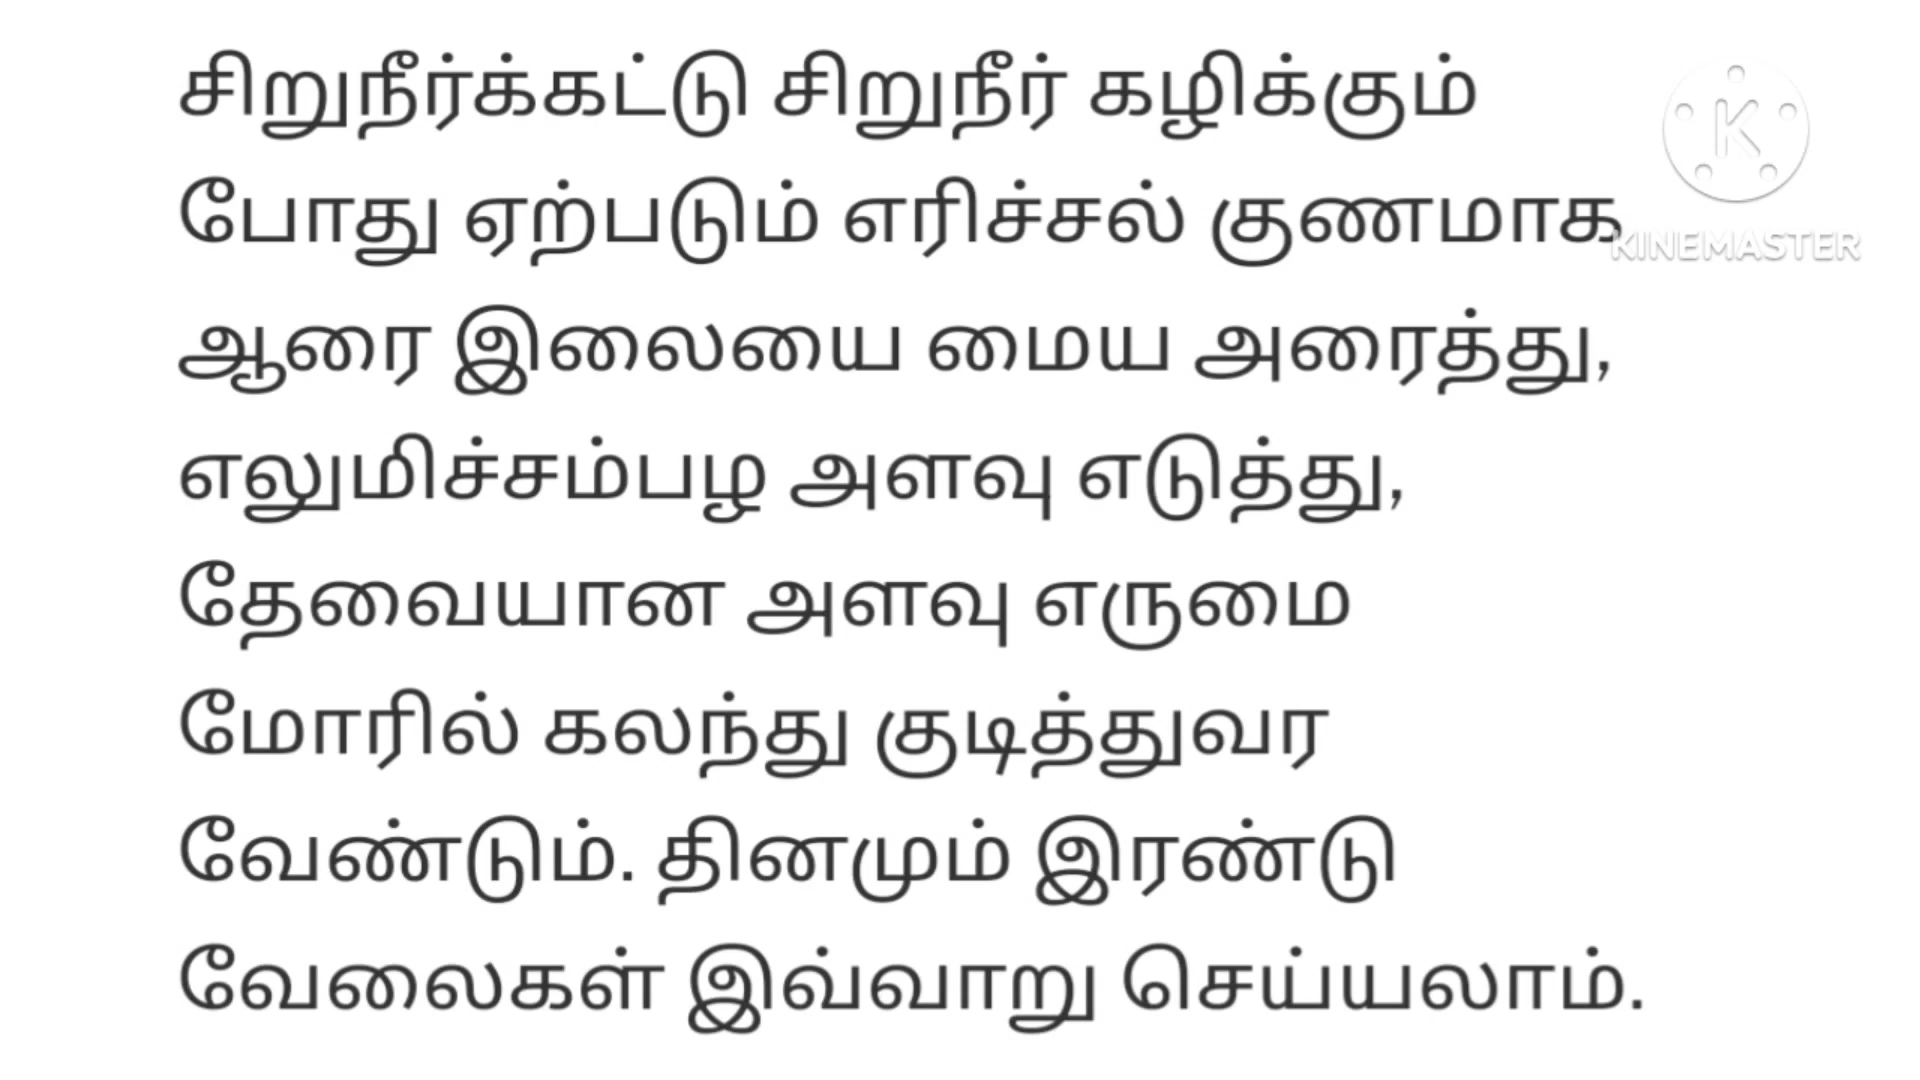 சிறுநீர்க்கட்டு சிறுநீர் கழிக்கும்
போது ஏற்படும் எரிச்சல் குணமாக
ஆரை இலையை மைய அரைத்து,
எலுமிச்சம்பழ அளவு எடுத்து,
தேவையான அளவு எருமை
மோரில் கலந்து குடித்துவர
வேண்டும். தினமும் இரண்டு
வேலைகள் இவ்வாறு செய்யலாம்.
K
KINEMASTER